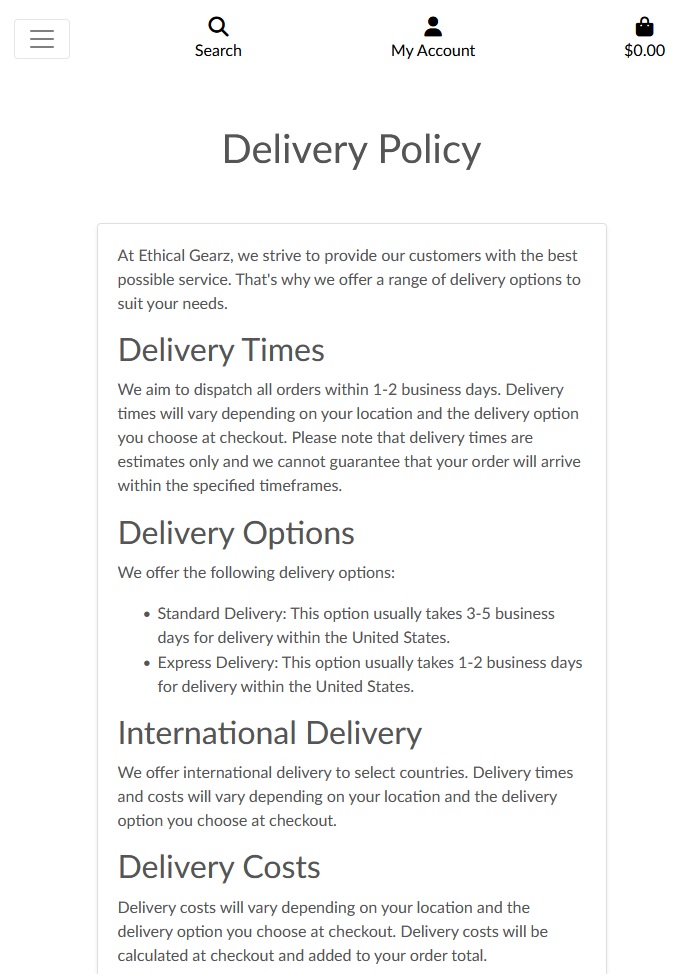 Search
My Account
$0.00
Delivery Policy
At Ethical Gearz, we strive to provide our customers with the best
possible service. That's why we offer a range of delivery options to
suit your needs.
Delivery Times
We aim to dispatch all orders within 1-2 business days. Delivery
times will vary depending on your location and the delivery option
you choose at checkout. Please note that delivery times are
estimates only and we cannot guarantee that your order will arrive
within the specified timeframes.
Delivery Options
We offer the following delivery options:
• Standard Delivery: This option usually takes 3-5 business
days for delivery within the United States.
• Express Delivery: This option usually takes 1-2 business days
for delivery within the United States.
International Delivery
We offer international delivery to select countries. Delivery times
and costs will vary depending on your location and the delivery
option you choose at checkout.
Delivery Costs
Delivery costs will vary depending on your location and the
delivery option you choose at checkout. Delivery costs will be
calculated at checkout and added to your order total.